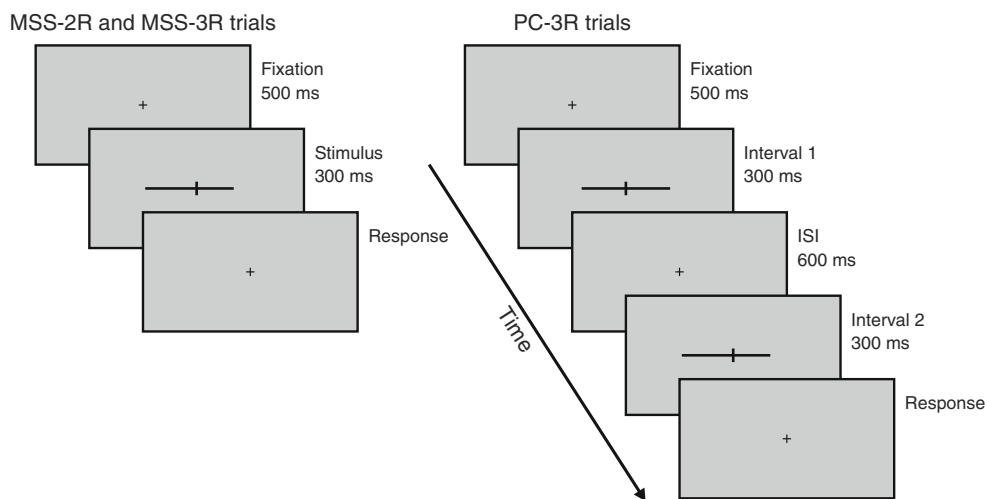 MSS-2R and MSS-3R trials
Fixation
500 ms
Stimulus
300 ms
Response
PC-3R trials
Fixation
500 ms
Interval 1
300 ms
ISI
600 ms
Interval 2
300 ms
Response
Time